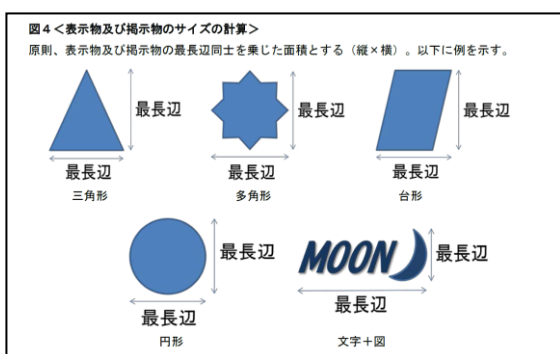 図４＜表示物及び掲示物のサイズの計算＞
原則、表示物及び掲示物の最長辺同士を乗じた面積とする（縦×横）。以下に例を示す。
最長辺
最長辺
三角形
最長辺
最長辺
多角形
最長辺
最長辺
台形
最長辺
最長辺
円形
MOON
最長辺
最長辺
文字＋図